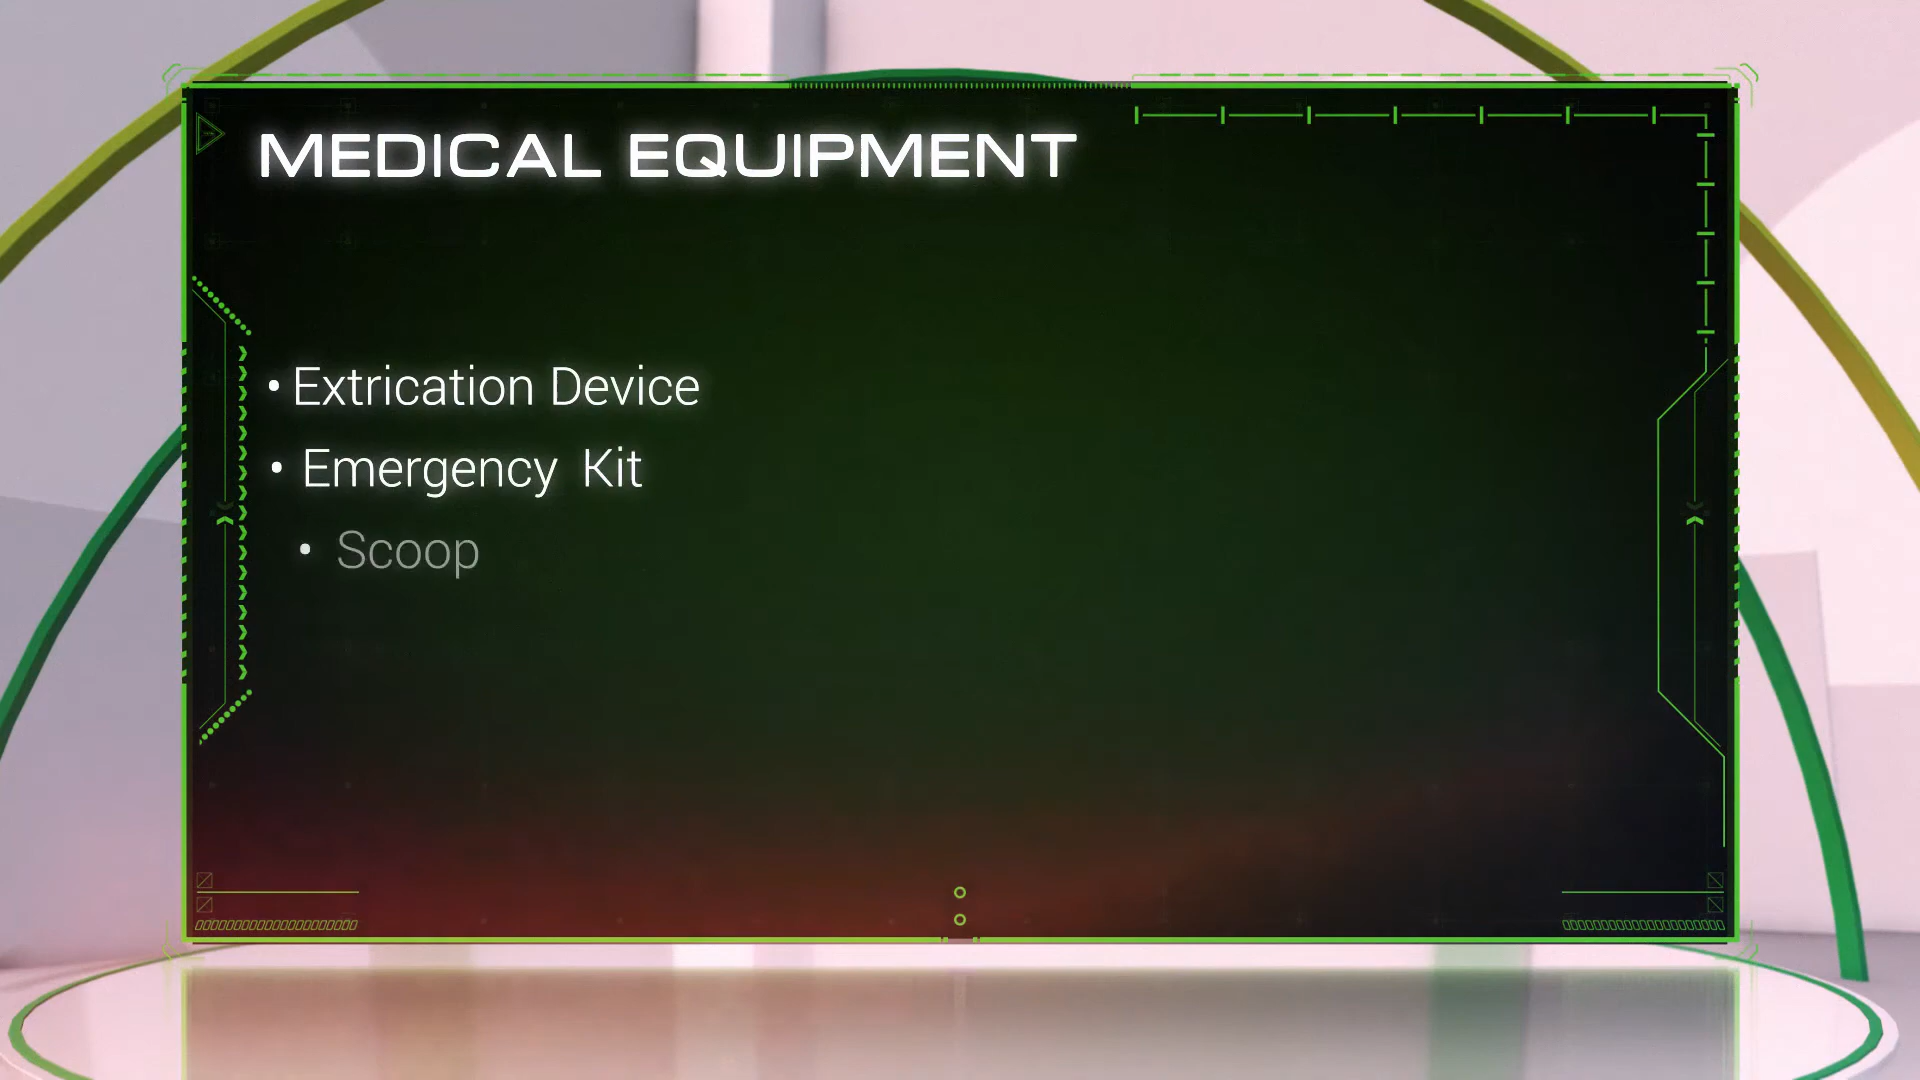 MEDICAL EQUIPMENT
• Extrication Device
• Emergency Kit
• Scoop